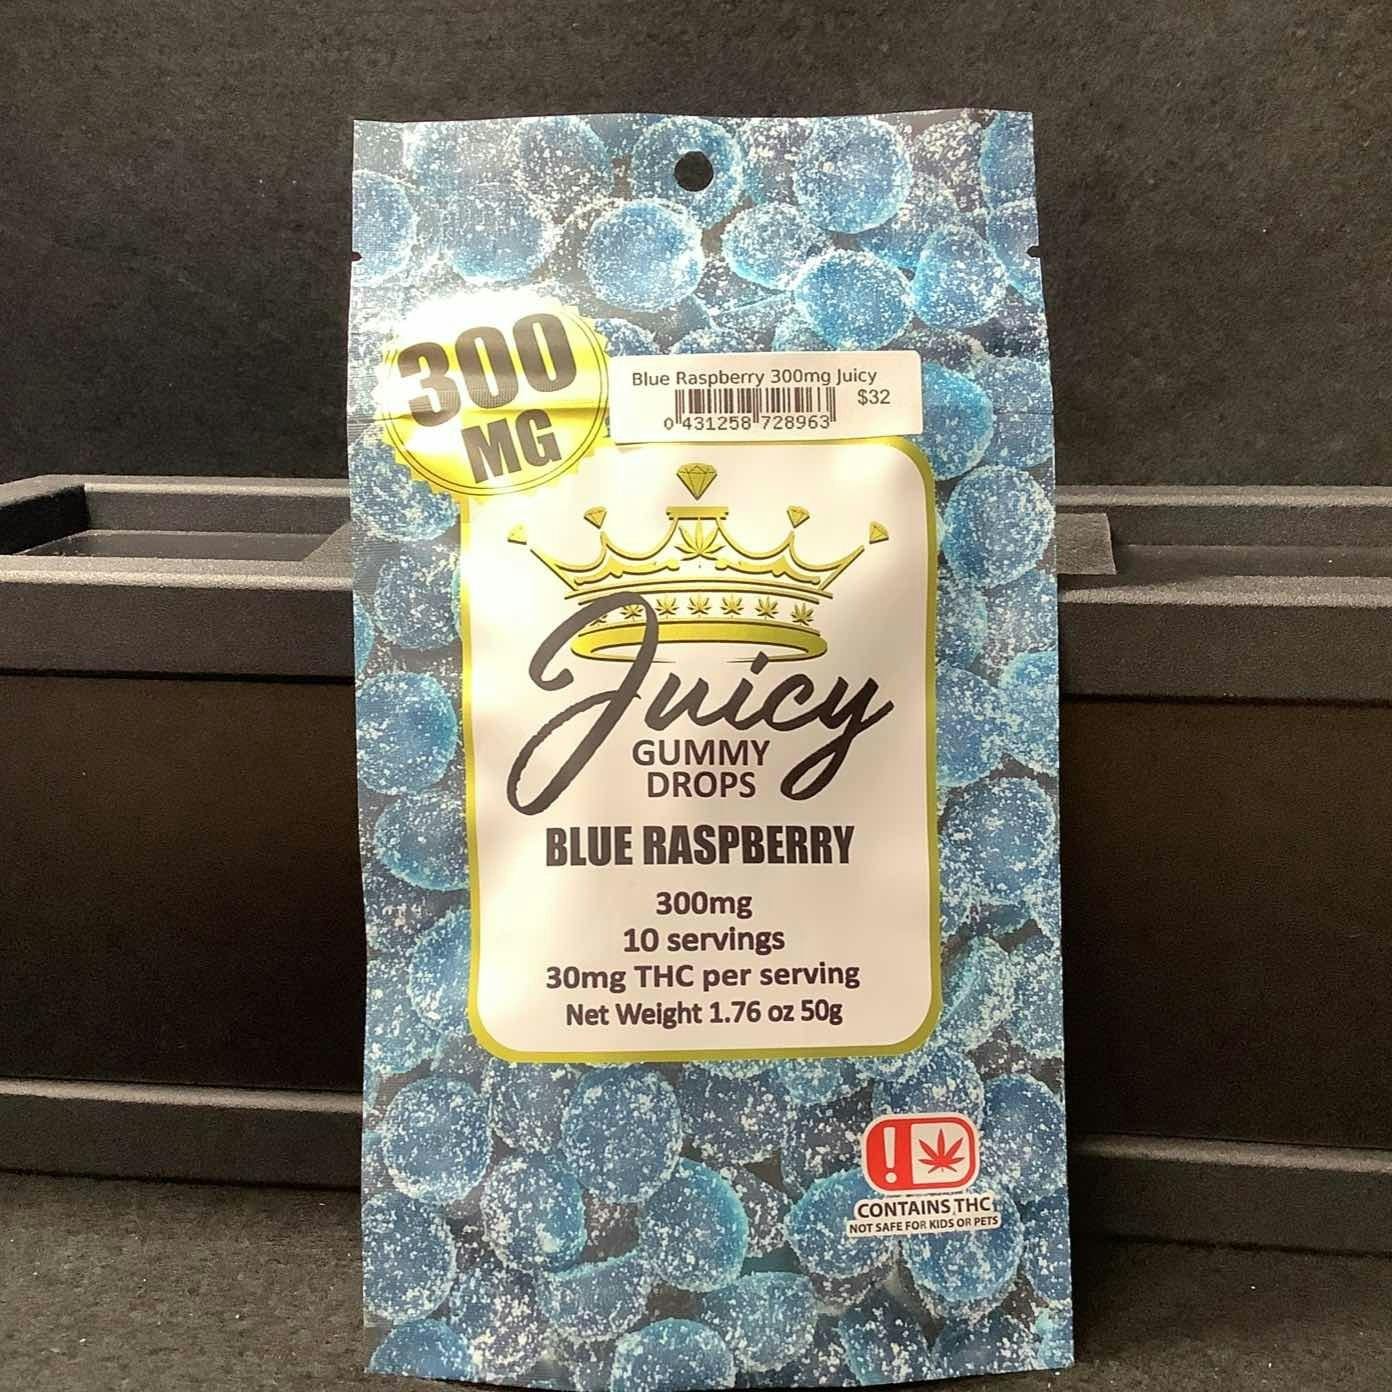 300
MG
Blue Raspberry 300mg Juicy
$32
0 431258 728963
Juicy
GUMMY
DROPS
BLUE RASPBERRY
300mg
10 servings
30mg THC per serving
Net Weight 1.76 oz 50g
!
CONTAINS THC
NOT SAFE FOR KIDS OR PETS